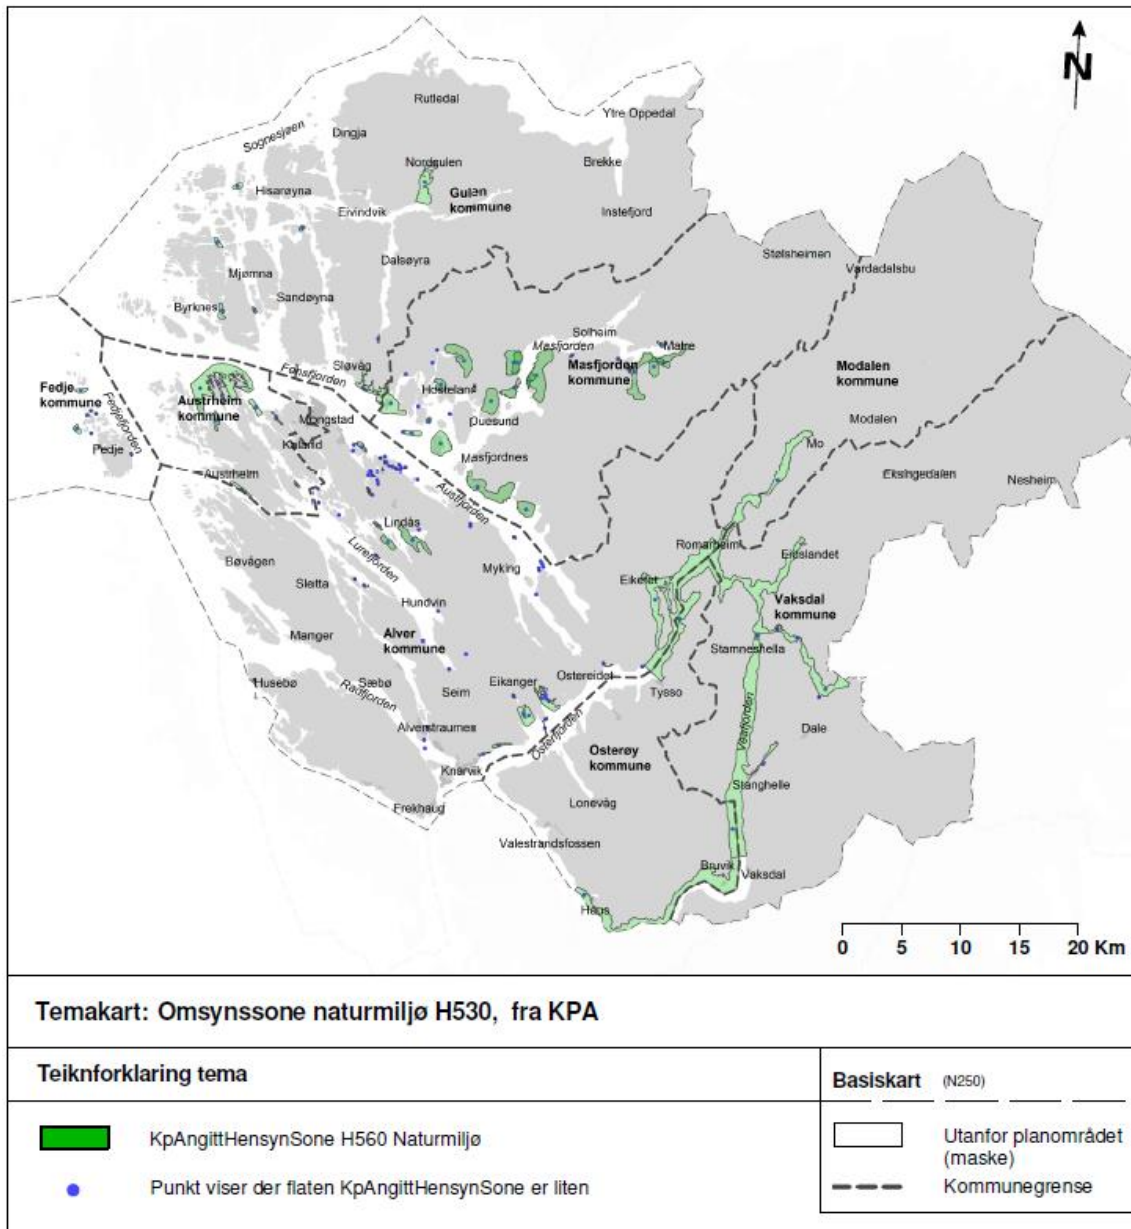 N
Rutledal
Ytre Oppedal
Sognesjøen
Dingja
Nordgulen
Brekke
Hisarøyna
Gulen
kommune
Eivindvik
Instefjord
Dalsøyra
Stølsheimen
Vardadalsbu
Mjømna
Sandøyna
Byrknes
Solheim
Masfjorden
Matre
Fensfjorden
Sløvåg
Masfjorden
kommune
Modalen
kommune
Hosteland
Fedje
kommune
Fedjefjorden
Austrheim
kommune
Mongstad
Duesund
Modalen
Fedje
Kaland
Mo
Masfjordnes
Austrheim
Eksingedalen
Nesheim
Austfjorden
Lindås
Lurefjorden
Romarheim
Eidslandet
Bøvågen
Myking
Sletta
Eikefet
Hundvin
Vaksdal
kommune
Manger
Alver
kommune
Stamneshella
Ostereidet
Husebø
Sæbø
Radfjorden
Seim
Eikanger
Tysso
Veafjorden
Alverstraumen
Osterfjorden
Osterøy
kommune
Dale
Knarvik
Stanghelle
Frekhaug
Lonevåg
Valestrandsfossen
Bruvik
Vaksdal
Haus
0 5 10 15 20 Km
Temakart: Omsynssone naturmiljø H530, fra KPA
Teiknforklaring tema
KpAngittHensynSone H560 Naturmiljø
Punkt viser der flaten KpAngittHensynSone er liten
Basiskart (N250)
Utanfor planområdet
(maske)
Kommunegrense